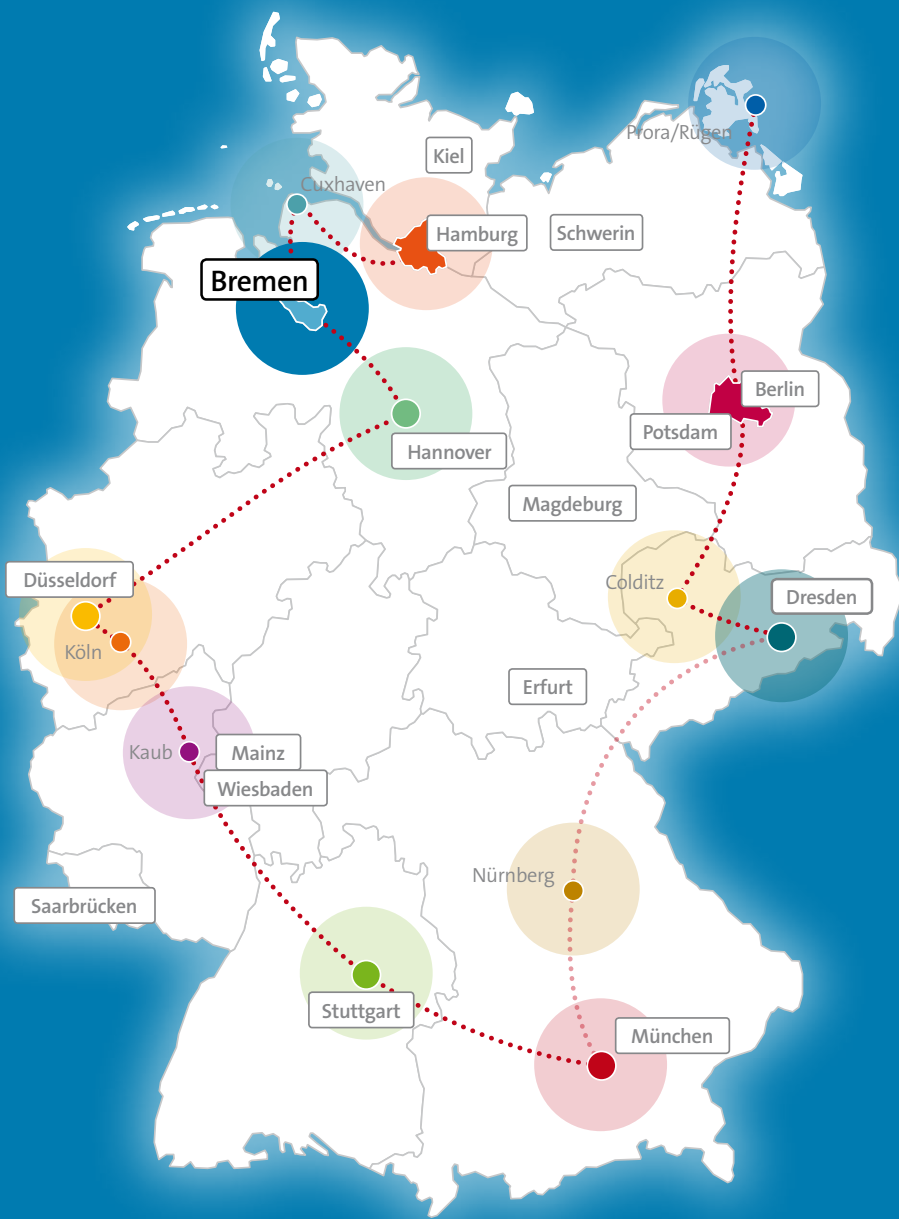 Prora/Rügen
Kiel
Cuxhaven
Hamburg
Schwerin
Bremen
Berlin
Potsdam
Hannover
Magdeburg
Düsseldorf
Colditz
Dresden
Köln
Erfurt
Kaub
Mainz
Wiesbaden
Nürnberg
Saarbrücken
Stuttgart
München